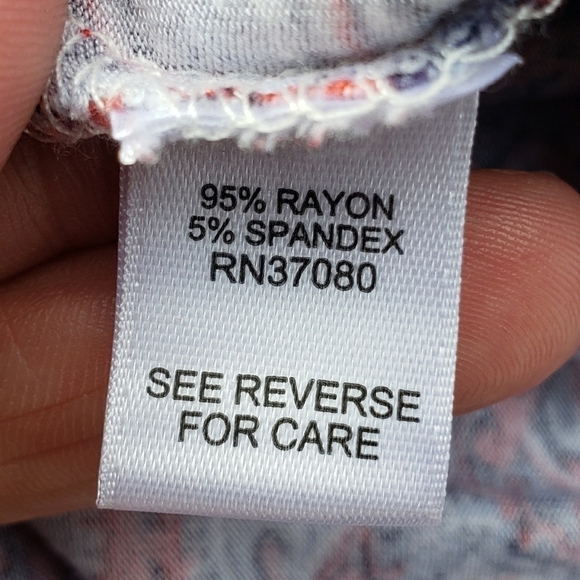 95% RAYON
5% SPANDEX
RN37080
SEE REVERSE
FOR CARE